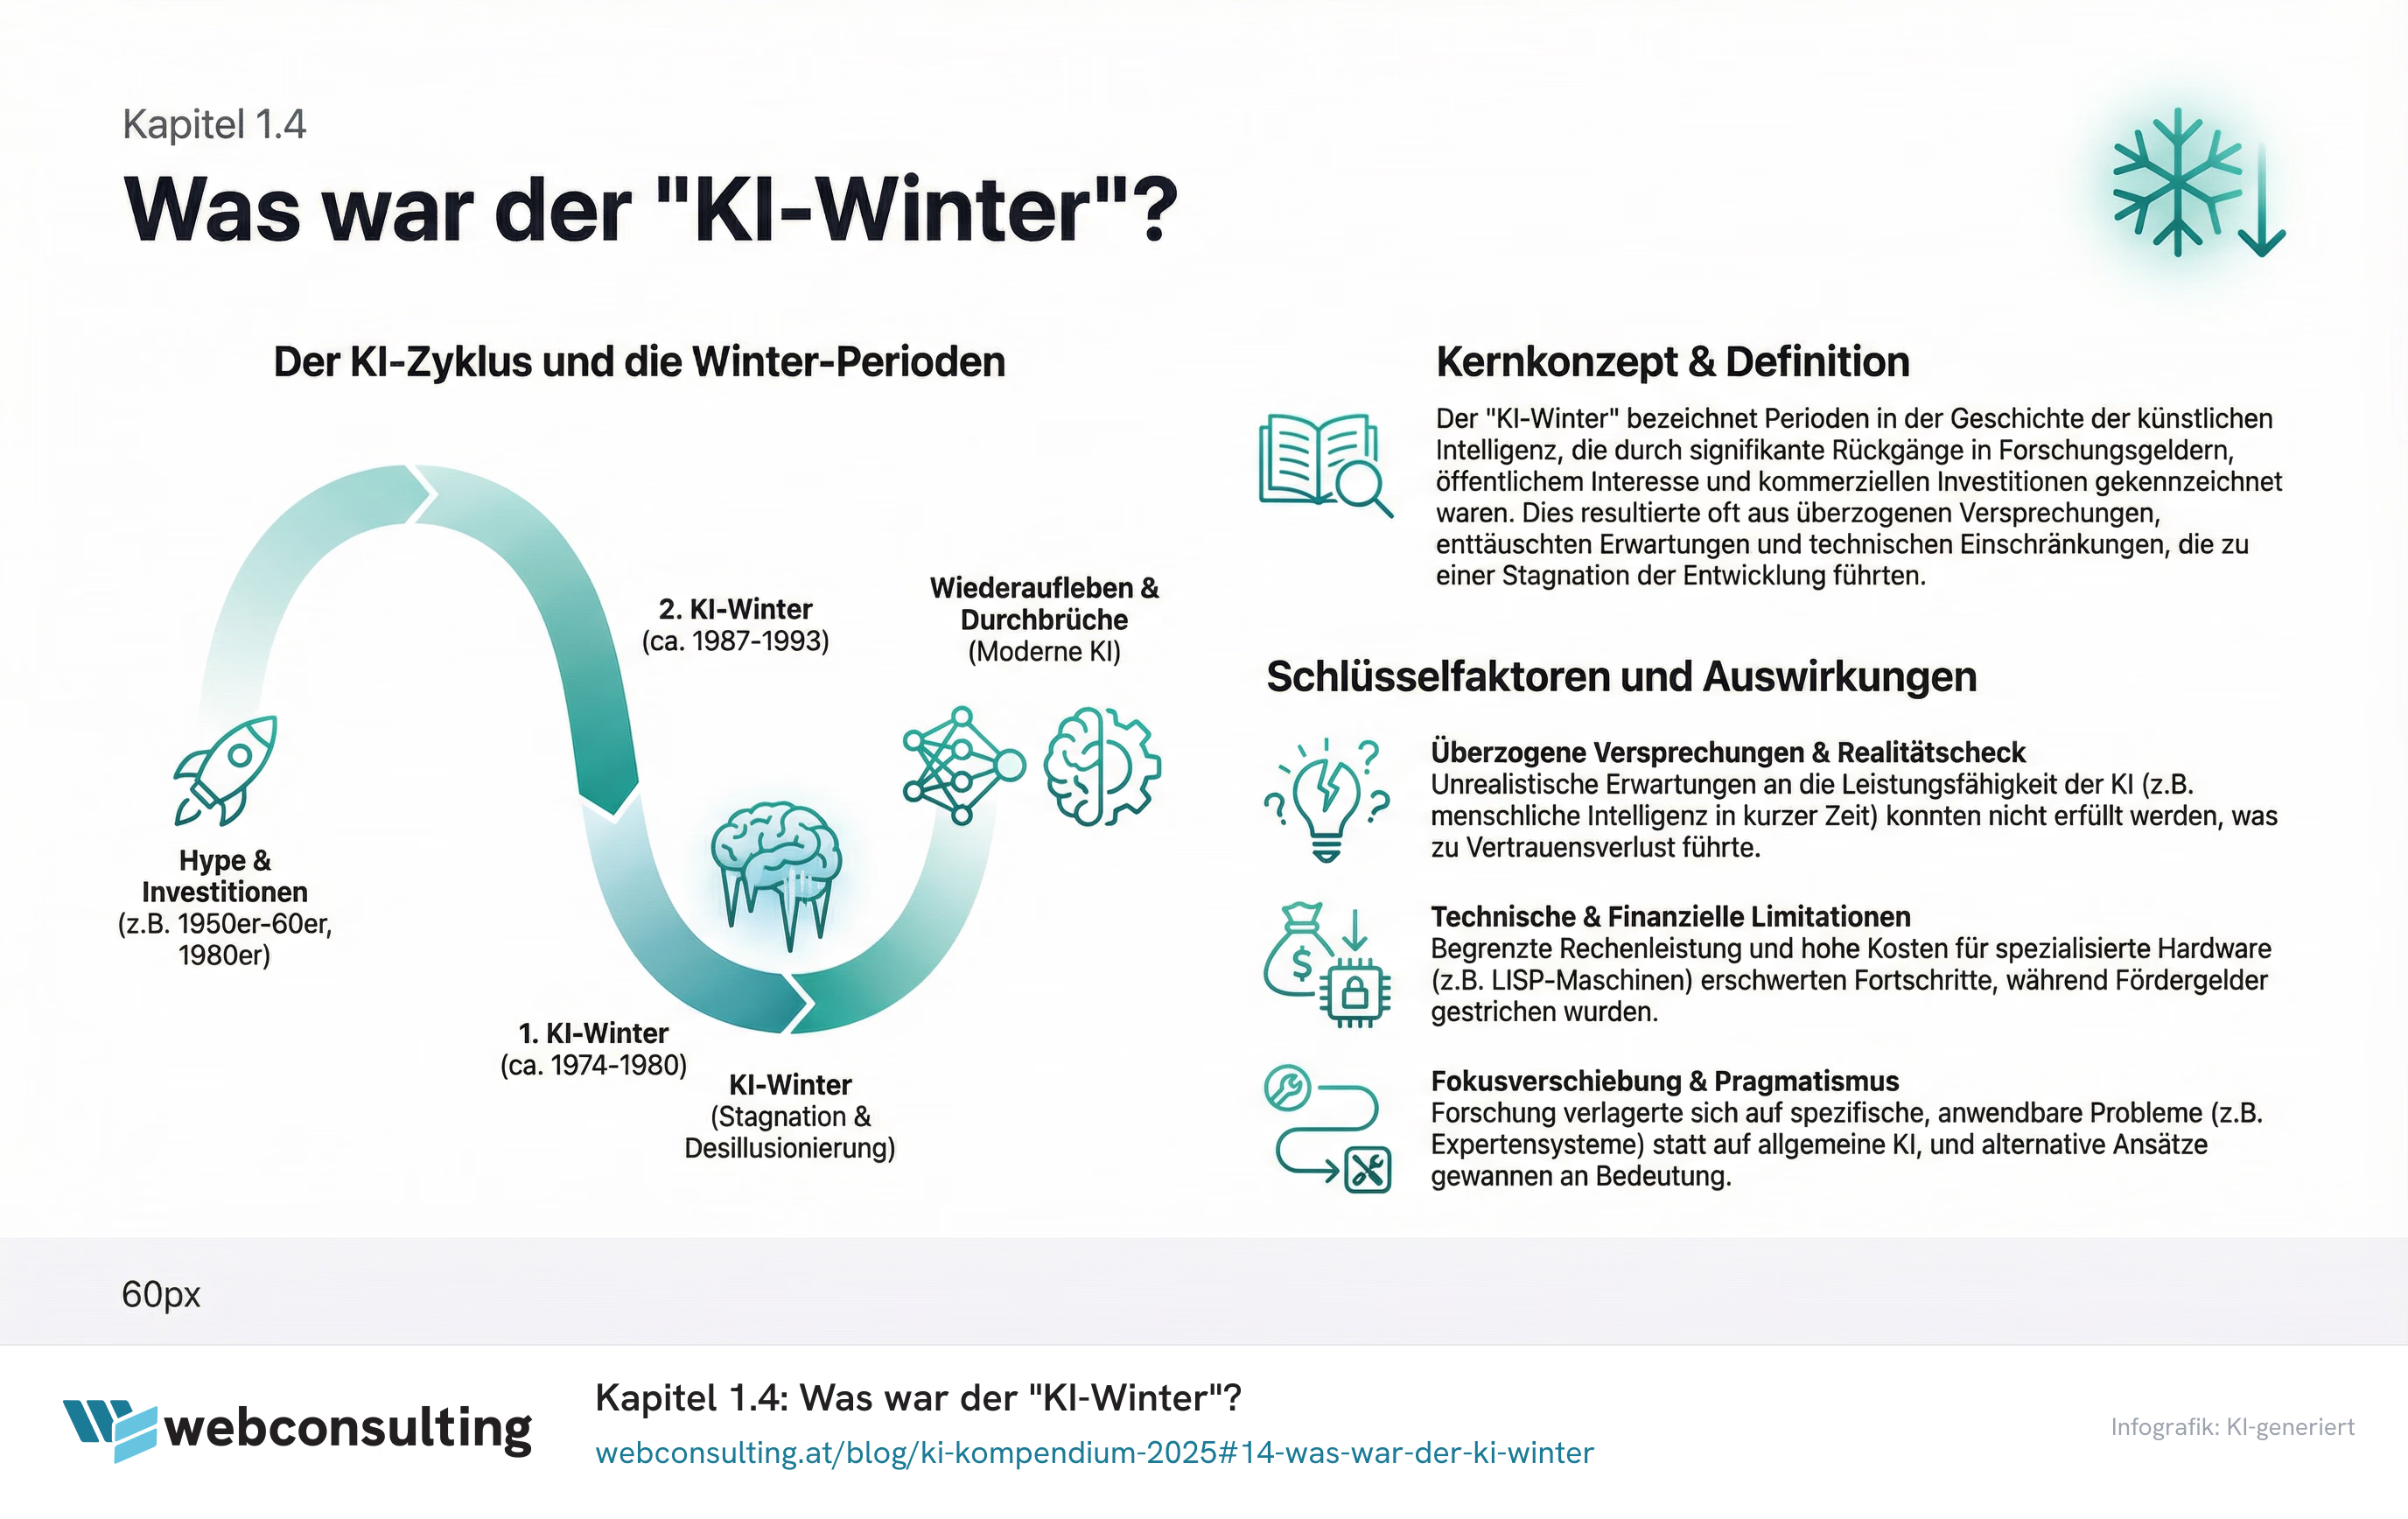 Kapitel 1.4
Was war der "KI-Winter"?
Der KI-Zyklus und die Winter-Perioden
Hype &
Investitionen
(z.B. 1950er-60er,
1980er)
2. KI-Winter
(ca. 1987-1993)
1. KI-Winter
(ca. 1974-1980)
KI-Winter
(Stagnation &
Desillusionierung)
Wiederaufleben &
Durchbrüche
(Moderne KI)
Kernkonzept & Definition
Der "KI-Winter" bezeichnet Perioden in der Geschichte der künstlichen
Intelligenz, die durch signifikante Rückgänge in Forschungsgeldern,
öffentlichem Interesse und kommerziellen Investitionen gekennzeichnet
waren. Dies resultierte oft aus überzogenen Versprechungen,
enttäuschten Erwartungen und technischen Einschränkungen, die zu
einer Stagnation der Entwicklung führten.
Schlüsselfaktoren und Auswirkungen
Überzogene Versprechungen & Realitätscheck
Unrealistische Erwartungen an die Leistungsfähigkeit der KI (z.B.
menschliche Intelligenz in kurzer Zeit) konnten nicht erfüllt werden, was
zu Vertrauensverlust führte.
Technische & Finanzielle Limitationen
Begrenzte Rechenleistung und hohe Kosten für spezialisierte Hardware
(z.B. LISP-Maschinen) erschwerten Fortschritte, während Fördergelder
gestrichen wurden.
Fokusverschiebung & Pragmatismus
Forschung verlagerte sich auf spezifische, anwendbare Probleme (z.B.
Expertensysteme) statt auf allgemeine KI, und alternative Ansätze
gewannen an Bedeutung.
60px
webconsulting
Kapitel 1.4: Was war der "KI-Winter"?
webconsulting.at/blog/ki-kompendium-2025#14-was-war-der-ki-winter
Infografik: KI-generiert